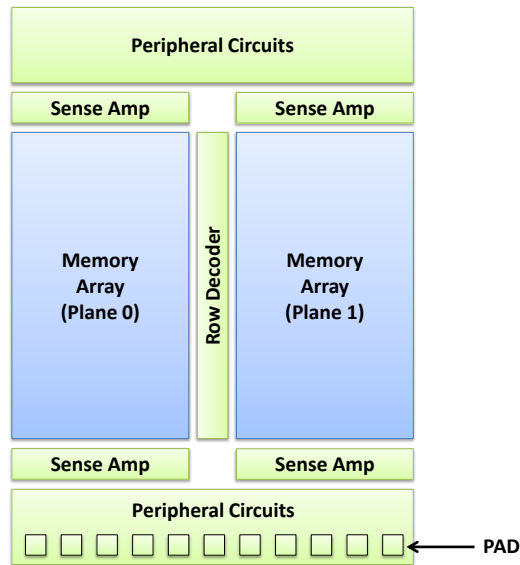 Peripheral Circuits
Sense Amp
Sense Amp
Memory
Array
(Plane 0)
Row Decoder
Memory
Array
(Plane 1)
Sense Amp
Sense Amp
Peripheral Circuits
PAD